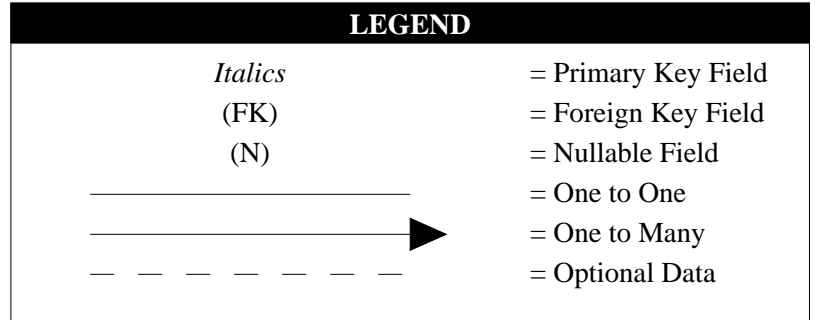 LEGEND
Italics = Primary Key Field
(FK) = Foreign Key Field
(N) = Nullable Field
= One to One
= One to Many
= Optional Data